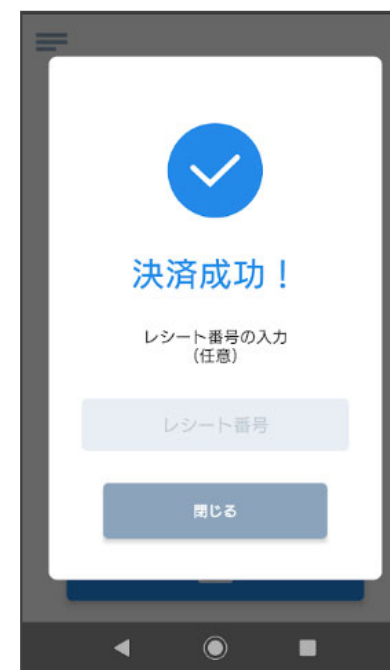 決済成功！
レシート番号の入力
（任意）
レシート番号
閉じる